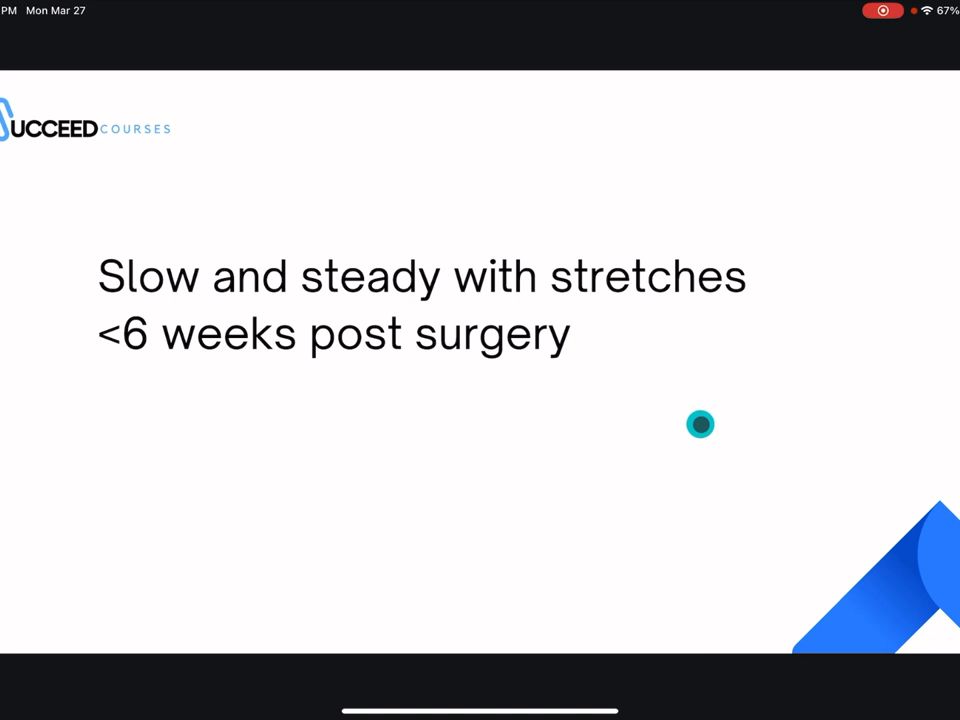 PM Mon Mar 27
67%
UCCEED COURSES
Slow and steady with stretches
<6 weeks post surgery